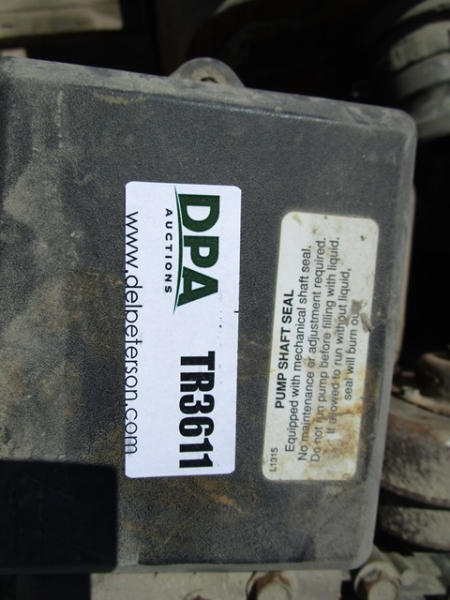 DPA
AUCTIONS
TR3611
www.delpeterson.com
PUMP SHAFT SEAL
Equipped with mechanical shaft seal.
No maintenance or adjustment required.
Do not run pump before filling with liquid.
If allowed to run without liquid,
seal will burn out.
L1315